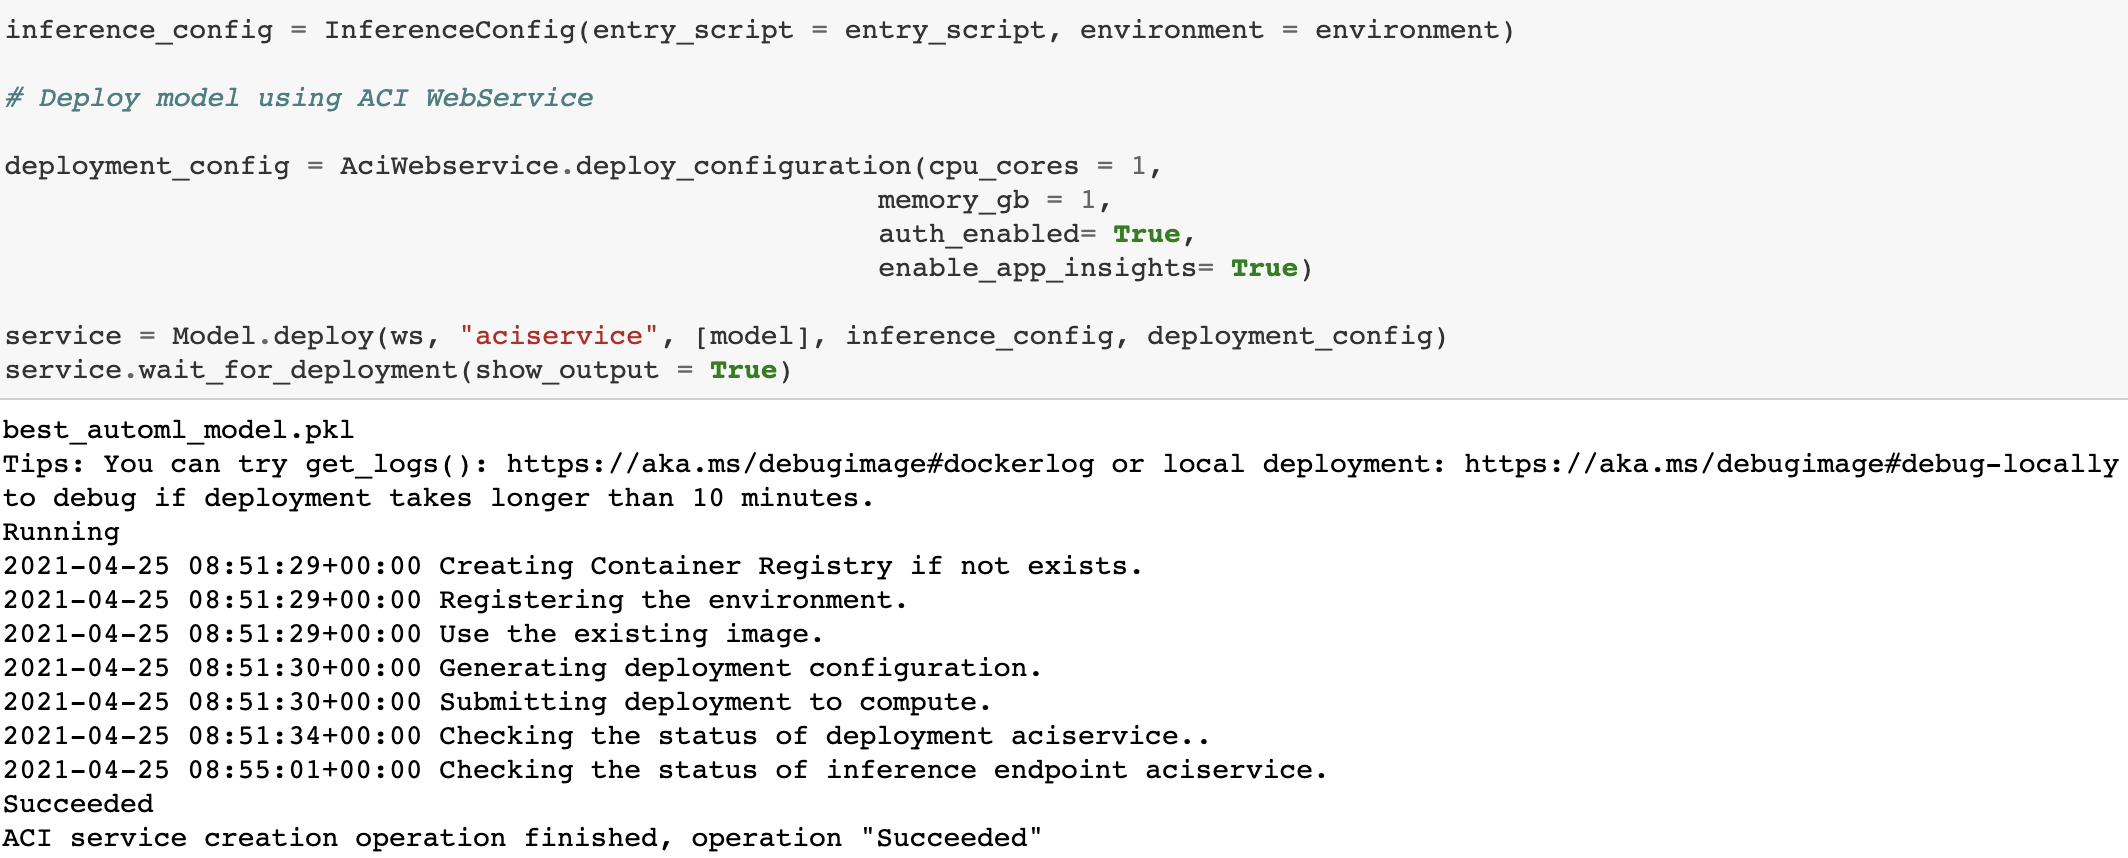 inference_config = InferenceConfig(entry_script = entry_script, environment = environment)
# Deploy model using ACI WebService
deployment_config = AciWebservice.deploy_configuration(cpu_cores = 1,
memory_gb = 1,
auth_enabled= True,
enable_app_insights= True)
service = Model.deploy(ws, "aciservice", [model], inference_config, deployment_config)
service.wait_for_deployment(show_output = True)
best_automl_model.pkl
Tips: You can try get_logs(): https://aka.ms/debugimage#dockerlog or local deployment: https://aka.ms/debugimage#debug-locally
to debug if deployment takes longer than 10 minutes.
Running
2021-04-25 08:51:29+00:00 Creating Container Registry if not exists.
2021-04-25 08:51:29+00:00 Registering the environment.
2021-04-25 08:51:29+00:00 Use the existing image.
2021-04-25 08:51:30+00:00 Generating deployment configuration.
2021-04-25 08:51:30+00:00 Submitting deployment to compute.
2021-04-25 08:51:34+00:00 Checking the status of deployment aciservice..
2021-04-25 08:55:01+00:00 Checking the status of inference endpoint aciservice.
Succeeded
ACI service creation operation finished, operation "Succeeded"